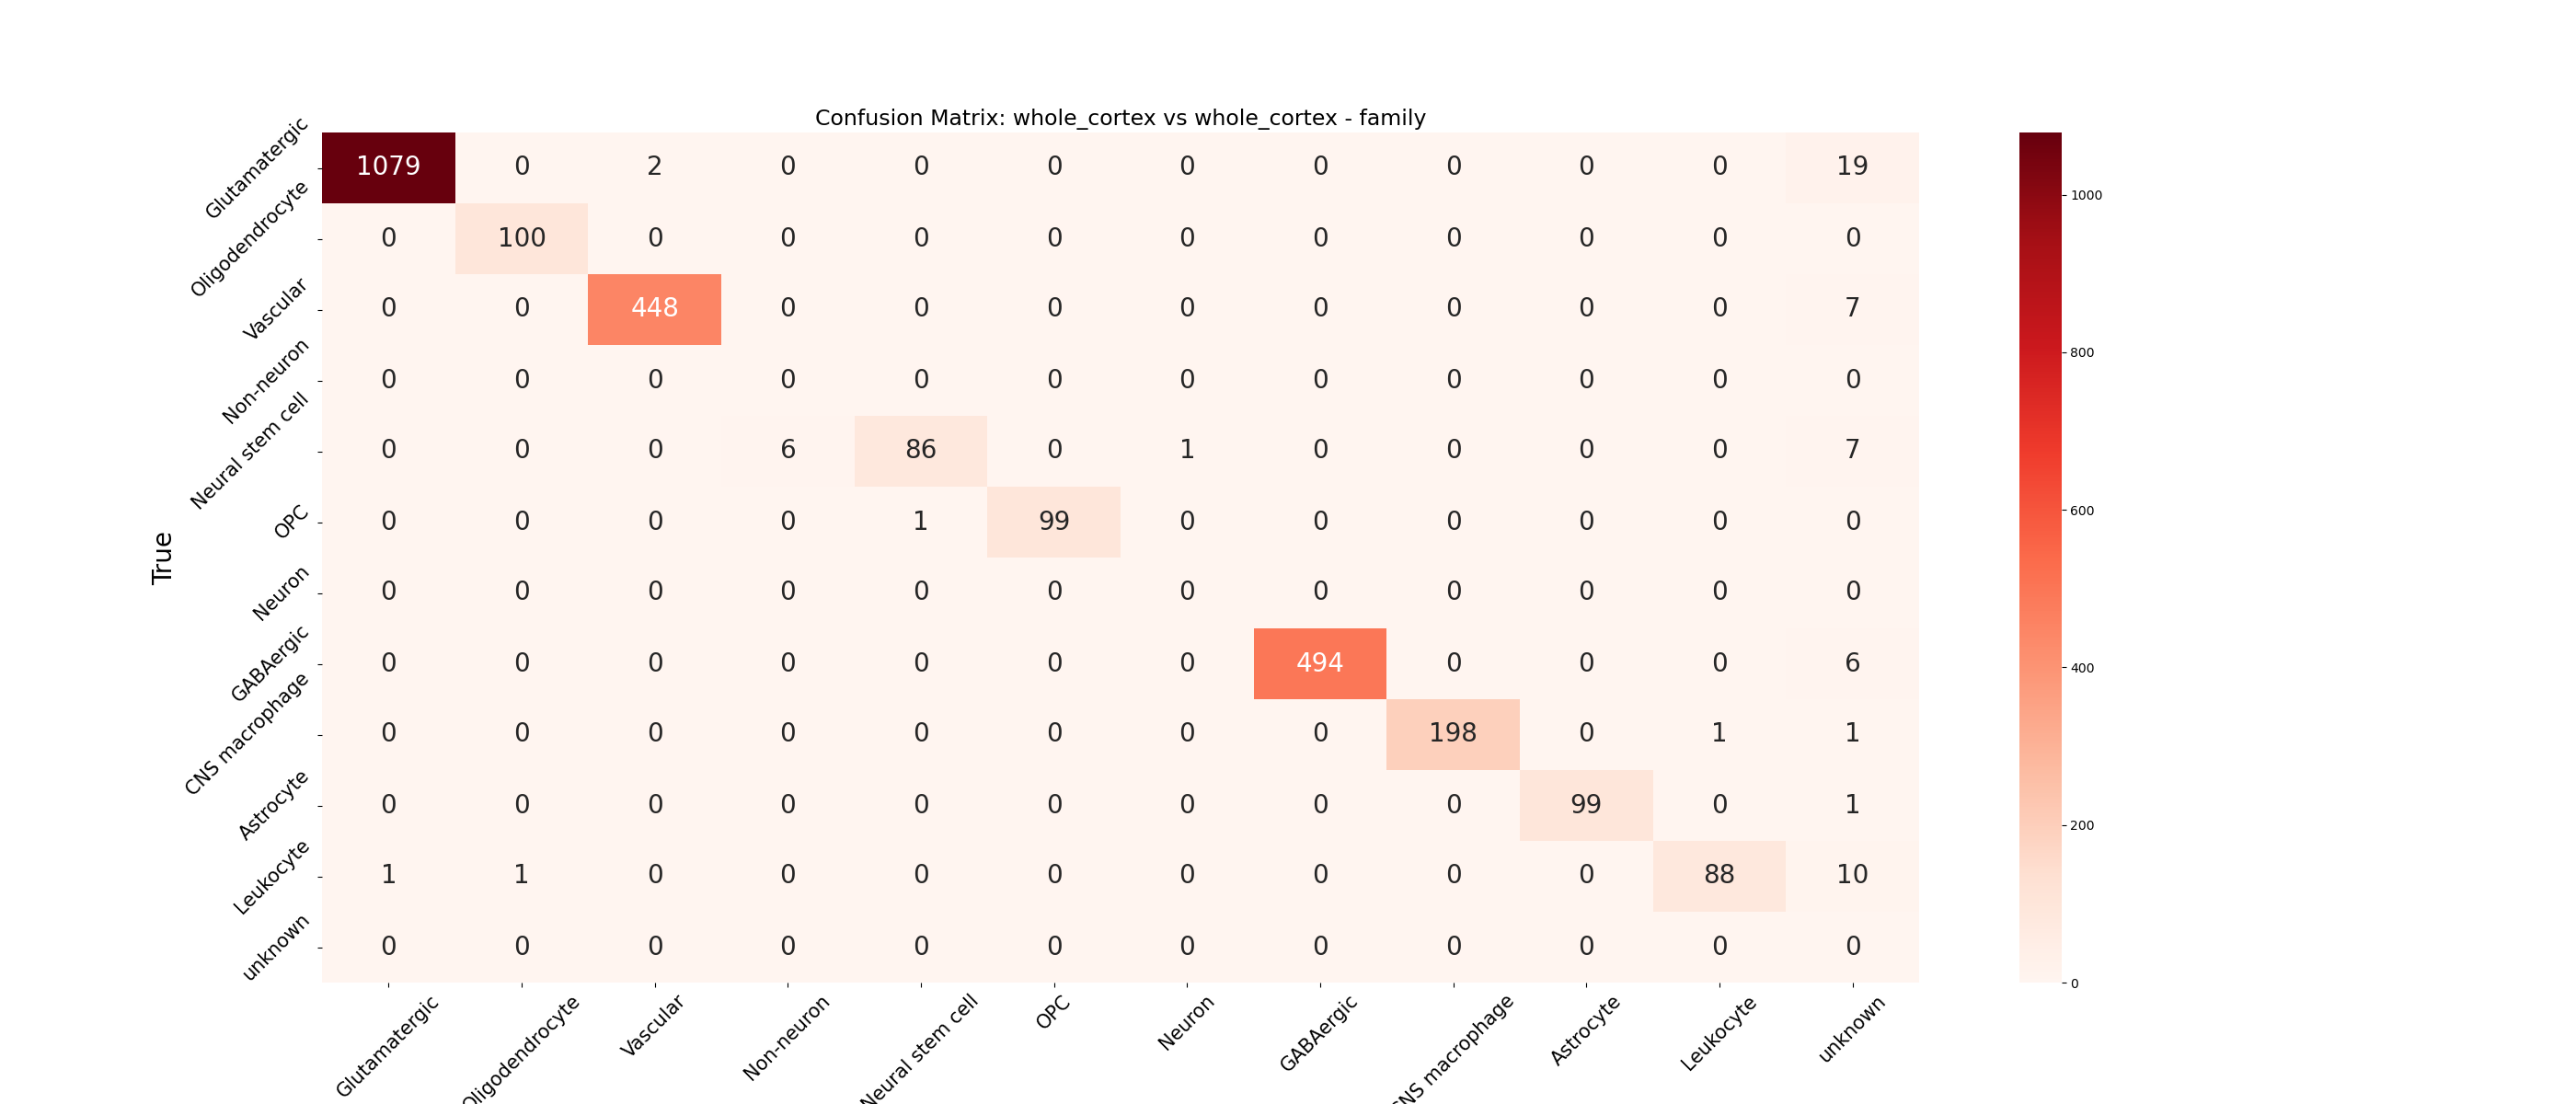 Confusion Matrix: whole_cortex vs whole_cortex - family
True
Glutamatergic 1079 0 2 0 0 0 0 0 0 0 0 19
Oligodendrocyte 0 100 0 0 0 0 0 0 0 0 0 0
Vascular 0 0 448 0 0 0 0 0 0 0 0 7
Non-neuron 0 0 0 0 0 0 0 0 0 0 0 0
Neural stem cell 0 0 0 6 86 0 1 0 0 0 0 7
OPC 0 0 0 0 1 99 0 0 0 0 0 0
Neuron 0 0 0 0 0 0 0 0 0 0 0 0
GABAergic 0 0 0 0 0 0 0 494 0 0 0 6
CNS macrophage 0 0 0 0 0 0 0 0 198 0 1 1
Astrocyte 0 0 0 0 0 0 0 0 0 99 0 1
Leukocyte 1 1 0 0 0 0 0 0 0 0 88 10
unknown 0 0 0 0 0 0 0 0 0 0 0 0
Glutamatergic Oligodendrocyte Vascular Non-neuron Neural stem cell OPC Neuron GABAergic CNS macrophage Astrocyte Leukocyte unknown
1000
800
600
400
200
0